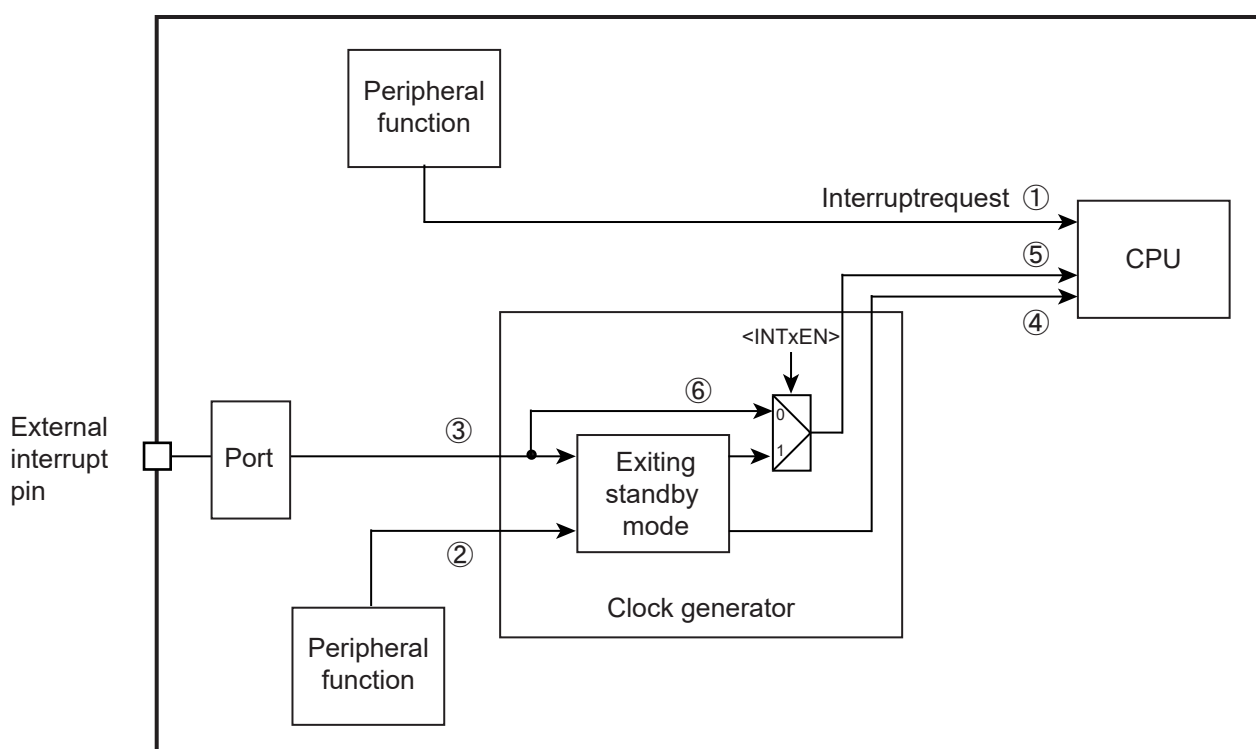 Peripheral
function
Interruptrequest ①
CPU
⑤
④
<INTxEN>
⑥
0
1
External
interrupt
pin
Port
③
Exiting
standby
mode
②
Clock generator
Peripheral
function